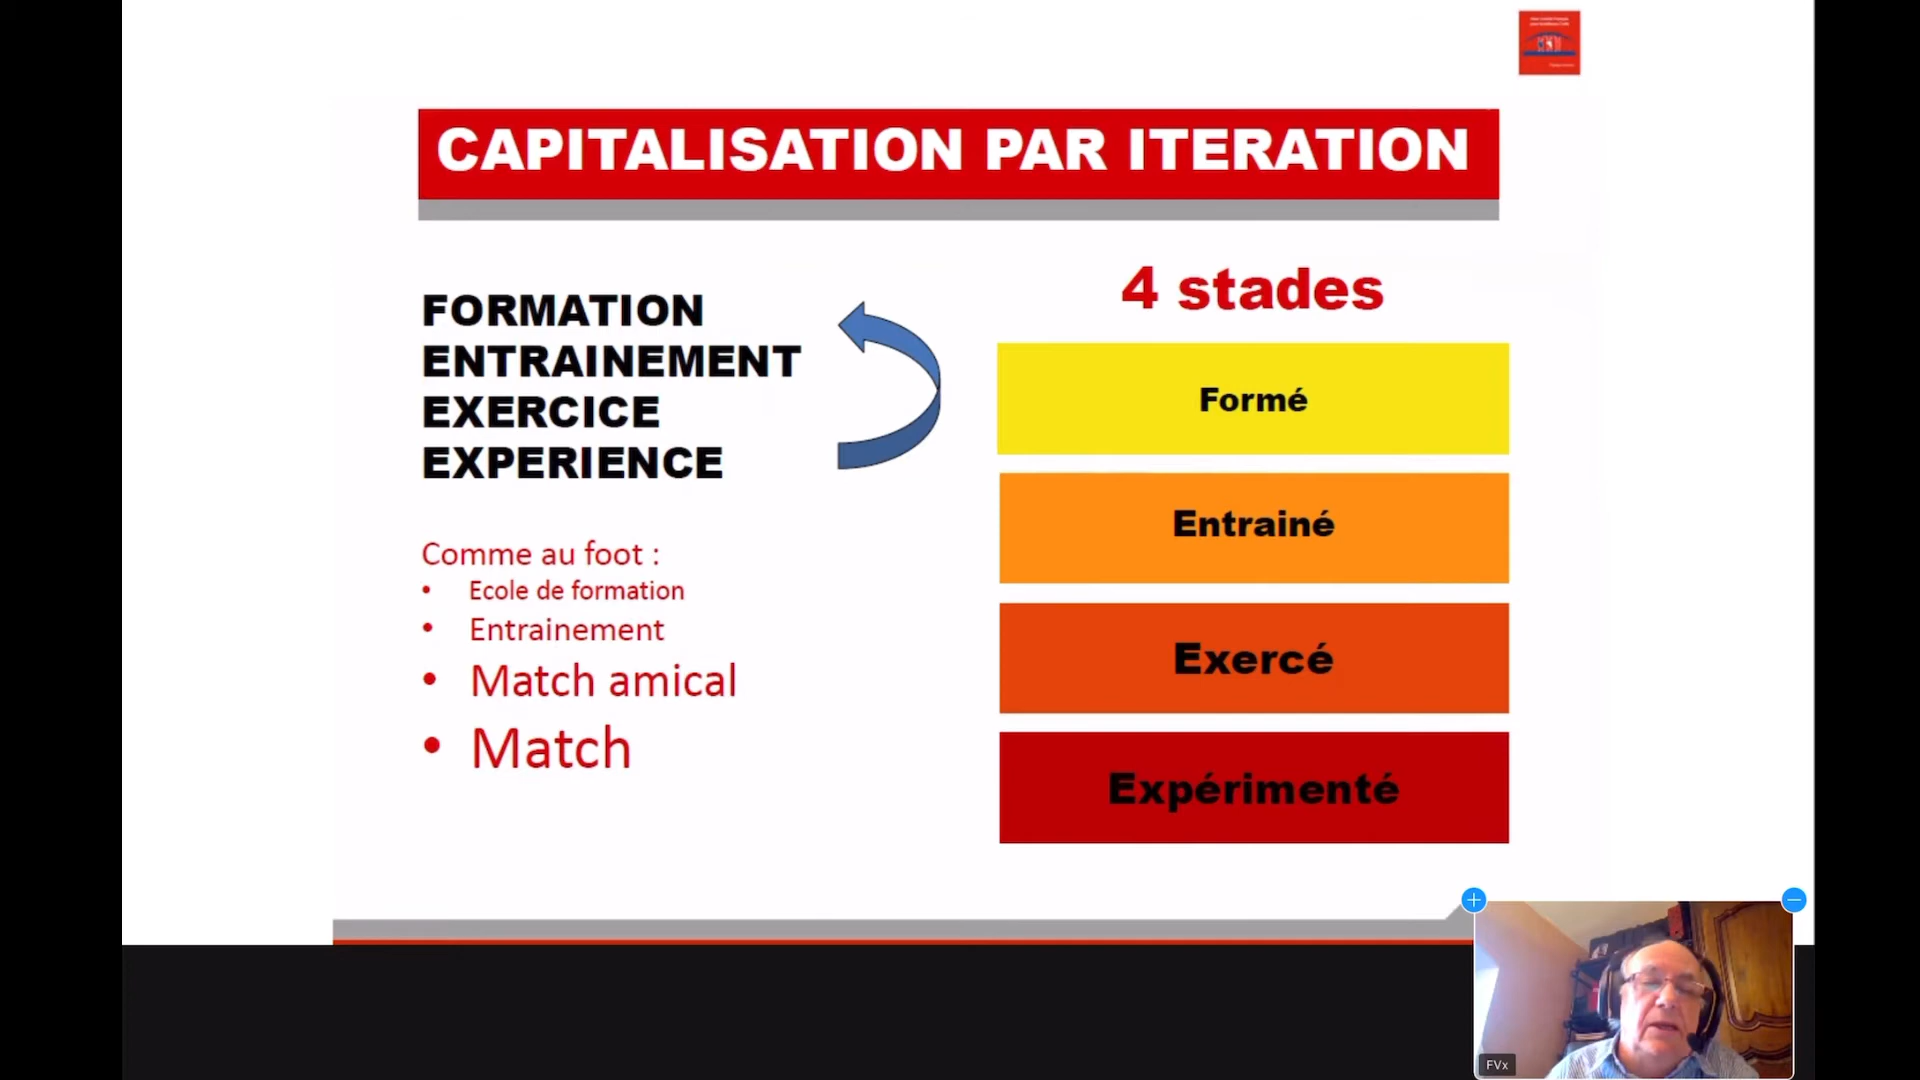 CAPITALISATION PAR ITERATION
FORMATION
ENTRAINEMENT
EXERCICE
EXPERIENCE
Comme au foot :
• Ecole de formation
• Entrainement
• Match amical
• Match
4 stades
Formé
Entrainé
Exercé
Expérimenté
FVx